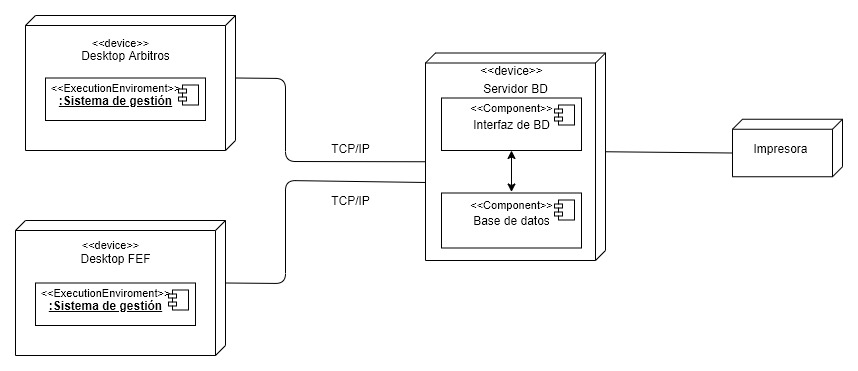 <<device>>
Desktop Arbitros
<<ExecutionEnviroment>>
:Sistema de gestión
TCP/IP
TCP/IP
<<device>>
Desktop FEF
<<ExecutionEnviroment>>
:Sistema de gestión
<<device>>
Servidor BD
<<Component>>
Interfaz de BD
<<Component>>
Base de datos
Impresora